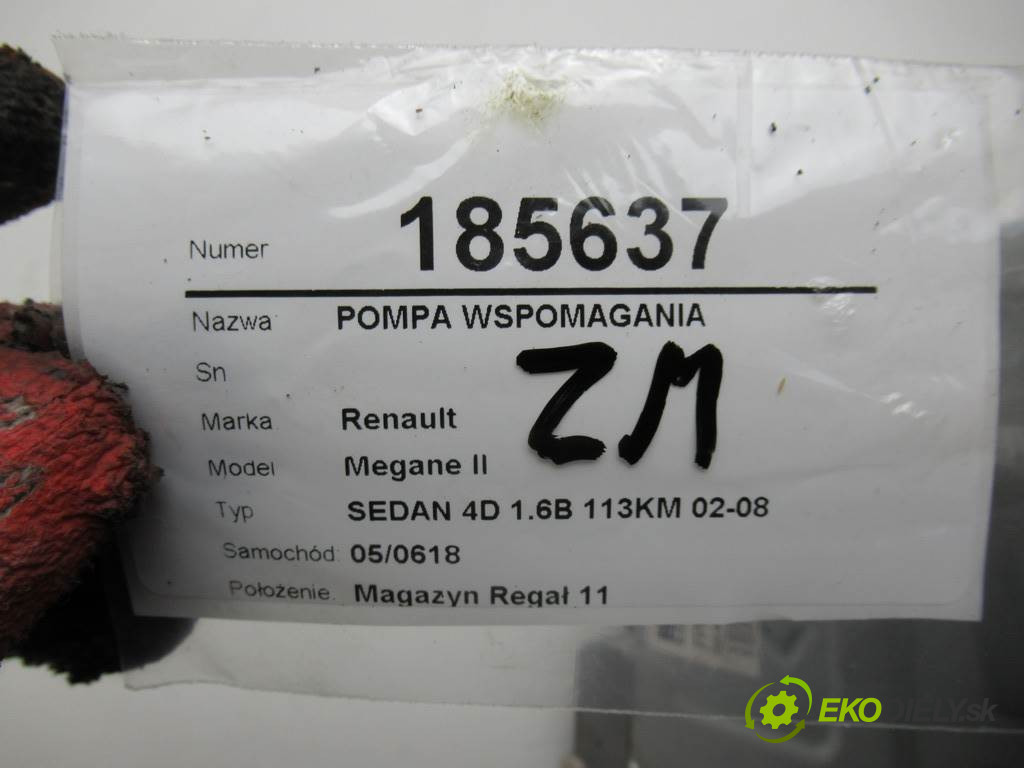 Numer 185637
Nazwa POMPA WSPOMAGANIA
Sn
ZM
Marka Renault
Model Megane II
Typ SEDAN 4D 1.6B 113KM 02-08
Samochód: 05/0618
Położenie. Magazyn Regał 11
EKODIELY.sk